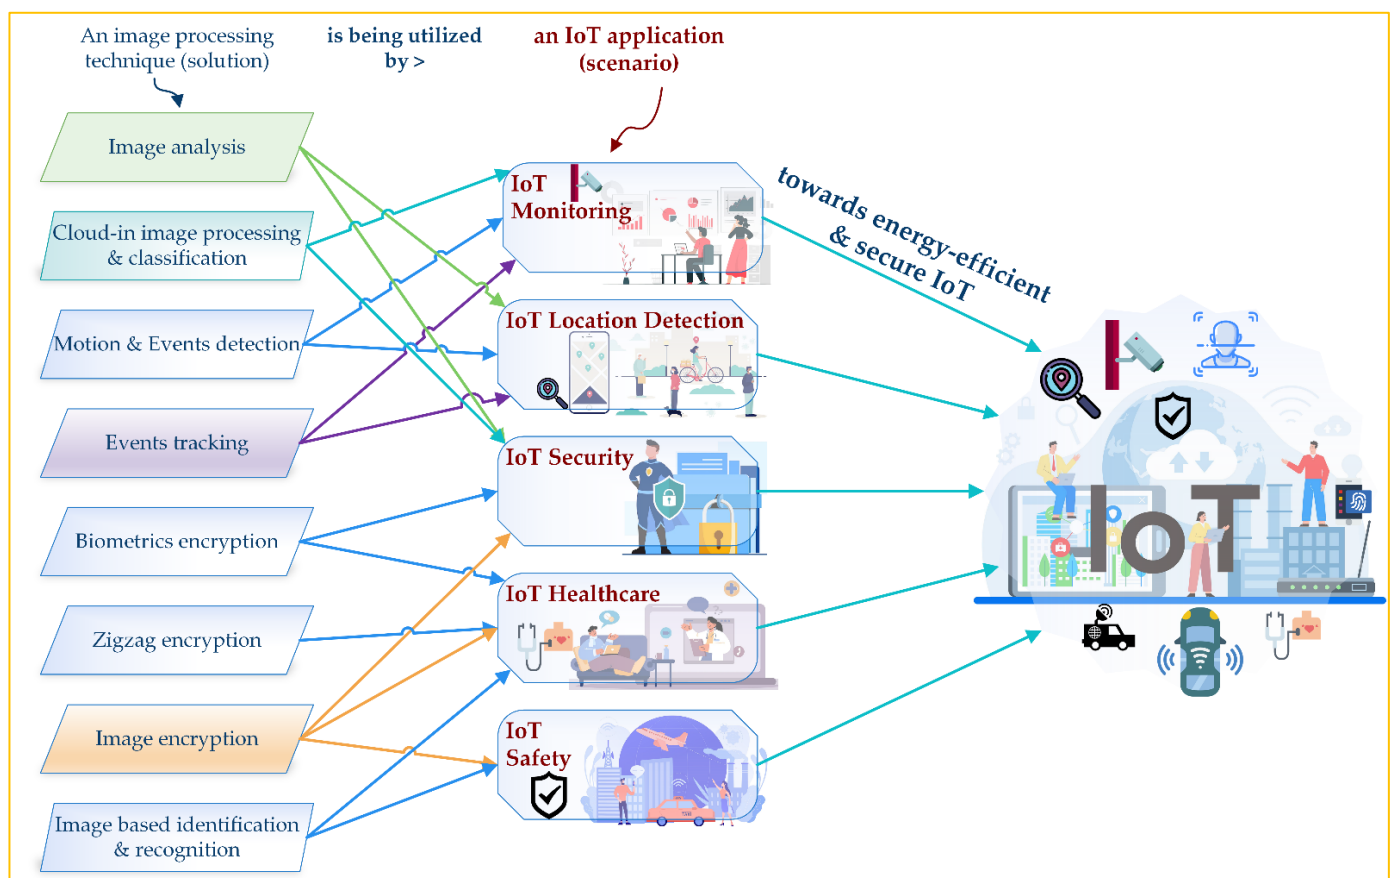 An image processing
technique (solution)
is being utilized
by >
an IoT application
(scenario)
Image analysis
Cloud-in image processing
& classification
Motion & Events detection
Events tracking
Biometrics encryption
Zigzag encryption
Image encryption
Image based identification
& recognition
IoT
Monitoring
IoT Location Detection
IoT Security
IoT Healthcare
IoT
Safety
towards energy-efficient
& secure IoT
IoT